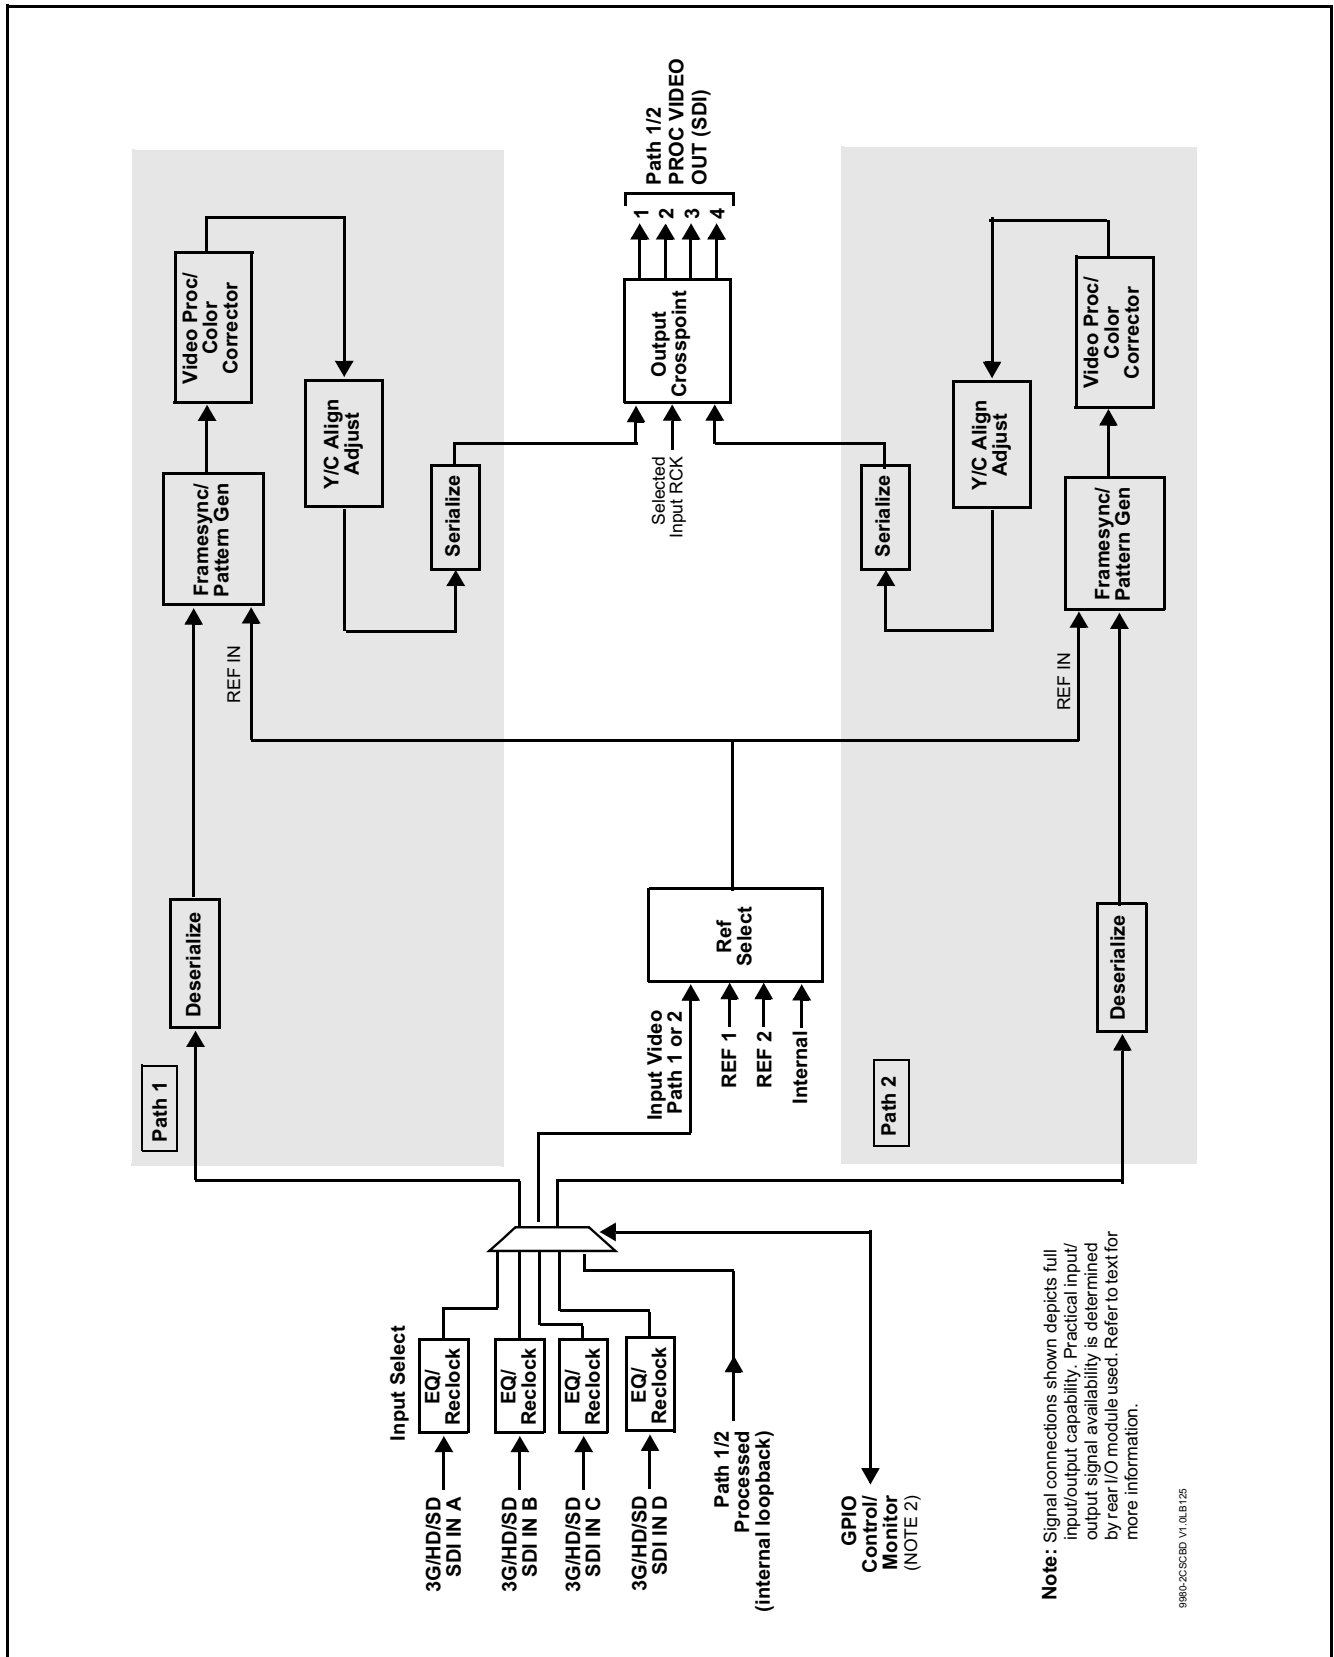 Input Select
3G/HD/SD
SDI IN A
EQ/
Reclock
3G/HD/SD
SDI IN B
EQ/
Reclock
3G/HD/SD
SDI IN C
EQ/
Reclock
3G/HD/SD
SDI IN D
EQ/
Reclock
Path 1/2
Processed
(internal loopback)
GPIO
Control/
Monitor
(NOTE 2)
Path 1
Deserialize
REF IN
Framesync/
Pattern Gen
Video Proc/
Color
Corrector
Y/C Align
Adjust
Serialize
Input Video
Path 1 or 2
REF 1
REF 2
Internal
Ref
Select
Selected
Input RCK
Output
Crosspoint
1
2
3
4
Path 1/2
PROC VIDEO
OUT (SDI)
Path 2
Deserialize
REF IN
Framesync/
Pattern Gen
Video Proc/
Color
Corrector
Y/C Align
Adjust
Serialize
Note: Signal connections shown depicts full
input/output capability. Practical input/
output signal availability is determined
by rear I/O module used. Refer to text for
more information.
9980-2CSCBD V1.0LB125